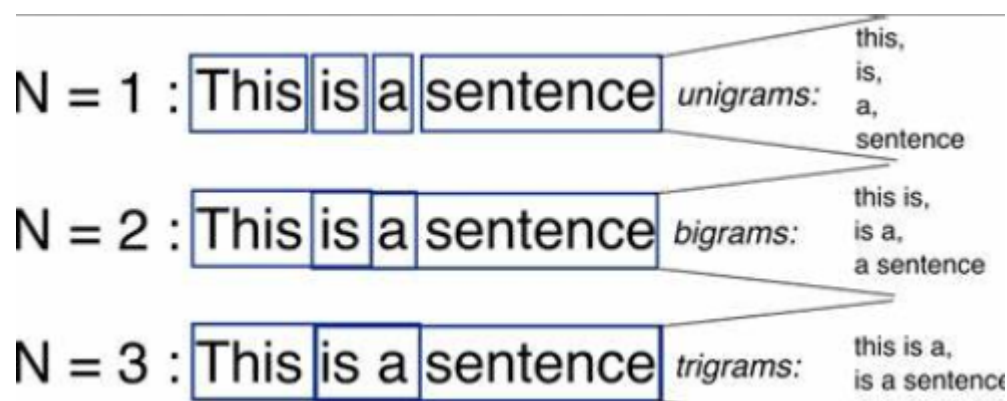 N = 1 : This is a sentence unigrams:
this,
is,
a,
sentence
N = 2 : This is a sentence bigrams:
this is,
is a,
a sentence
N = 3 : This is a sentence trigrams:
this is a,
is a sentence